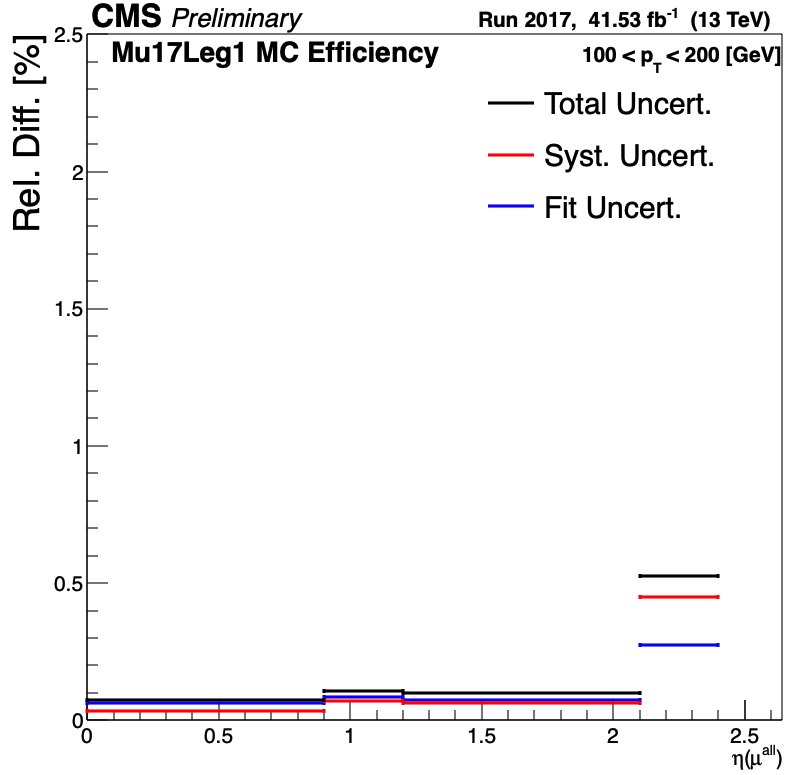 CMS Preliminary Run 2017, 41.53 fb⁻¹ (13 TeV)
Mu17Leg1 MC Efficiency 100 < p_T < 200 [GeV]
Rel. Diff. [%]
Total Uncert.
Syst. Uncert.
Fit Uncert.
2.5
2
1.5
1
0.5
0
0 0.5 1 1.5 2 2.5
η(μ^all)